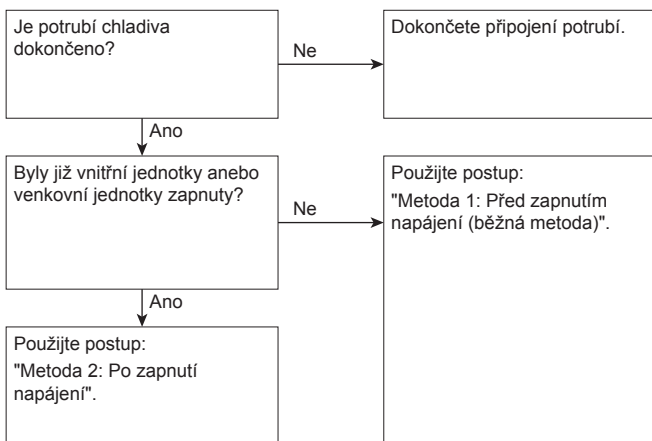 Je potrubí chladiva
dokončeno?
Ne
Dokončete připojení potrubí.
Ano
Byly již vnitřní jednotky anebo
venkovní jednotky zapnuty?
Ne
Použijte postup:
"Metoda 1: Před zapnutím
napájení (běžná metoda)".
Ano
Použijte postup:
"Metoda 2: Po zapnutí
napájení".